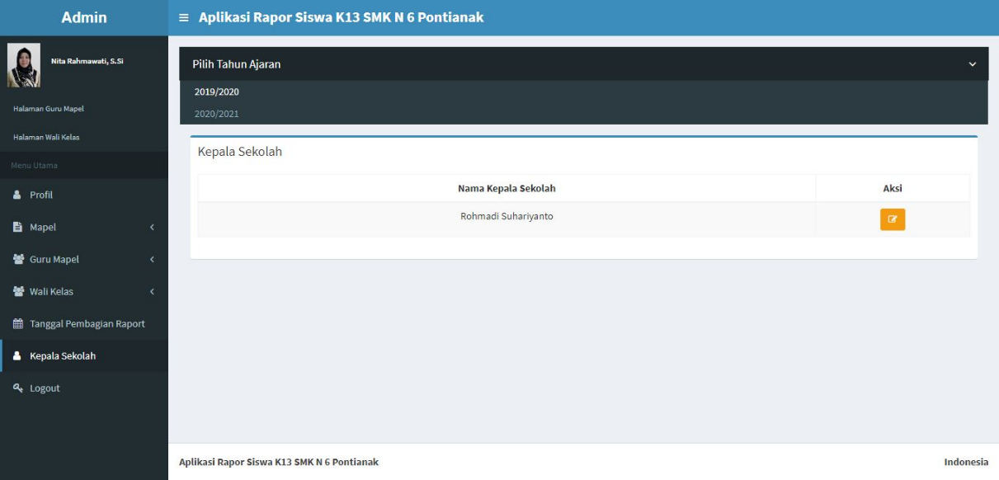 Admin
Aplikasi Rapor Siswa K13 SMK N 6 Pontianak
Nita Rahmawati, S.Si
Halaman Guru Mapel
Halaman Wali Kelas
Menu Utama
Profil
Mapel
Guru Mapel
Wali Kelas
Tanggal Pembagian Raport
Kepala Sekolah
Logout
Pilih Tahun Ajaran
2019/2020
2020/2021
Kepala Sekolah
Nama Kepala Sekolah Aksi
Rohmadi Suhariyanto
Aplikasi Rapor Siswa K13 SMK N 6 Pontianak
Indonesia